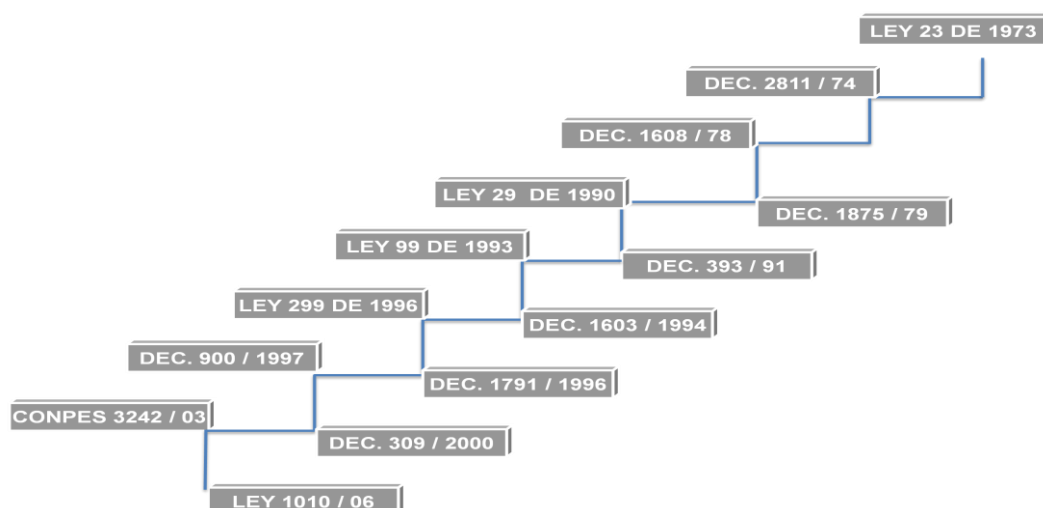 LEY 23 DE 1973
DEC. 2811 / 74
DEC. 1608 / 78
LEY 29 DE 1990
DEC. 1875 / 79
LEY 99 DE 1993
DEC. 393 / 91
LEY 299 DE 1996
DEC. 1603 / 1994
DEC. 900 / 1997
DEC. 1791 / 1996
CONPES 3242 / 03
DEC. 309 / 2000
LEY 1010 / 06